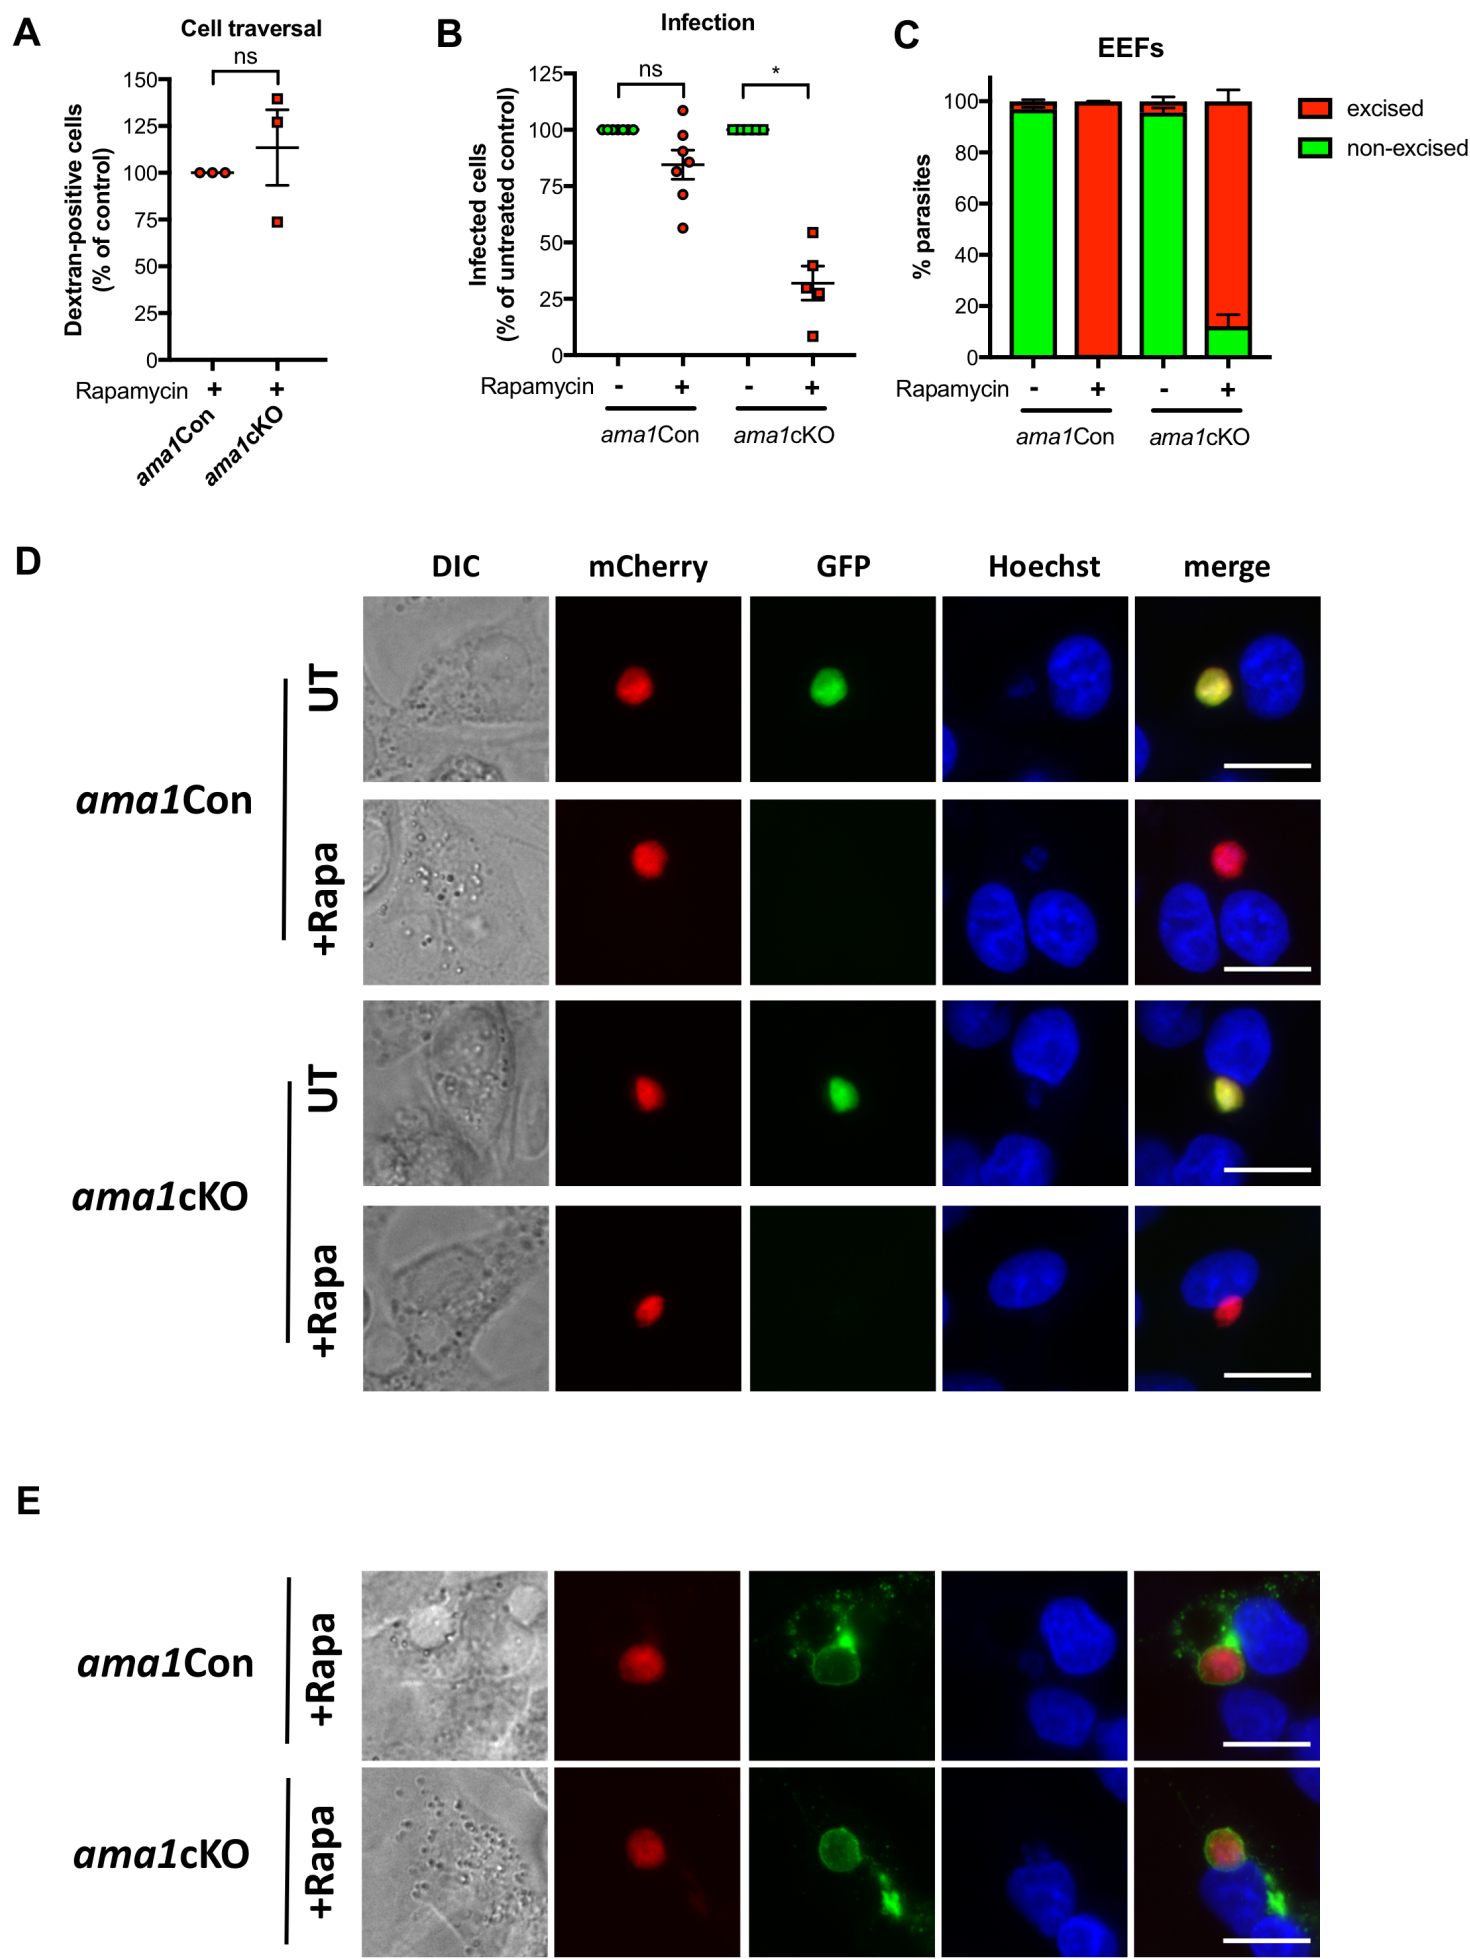 A
Cell traversal
ns
Dextran-positive cells
(% of control)
150
125
100
75
50
25
0
Rapamycin + +
ama1Con
ama1cKO
B
Infection
ns
*
Infected cells
(% of untreated control)
125
100
75
50
25
0
Rapamycin - + - +
ama1Con ama1cKO
C
EEFs
% parasites
100
80
60
40
20
0
Rapamycin - + - +
ama1Con ama1cKO
excised
non-excised
D
DIC mCherry GFP Hoechst merge
ama1Con
UT
+Rapa
ama1cKO
UT
+Rapa
E
ama1Con
+Rapa
ama1cKO
+Rapa